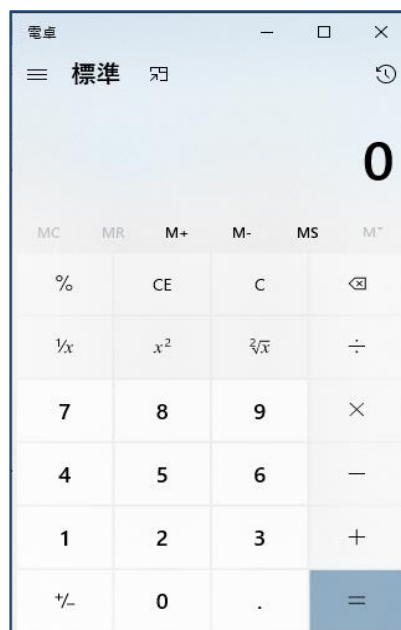 電卓
標準
0
MC MR M+ M- MS M˅
% CE C
¹/x x² ²√x ÷
7 8 9 ×
4 5 6 −
1 2 3 +
+/− 0 . =